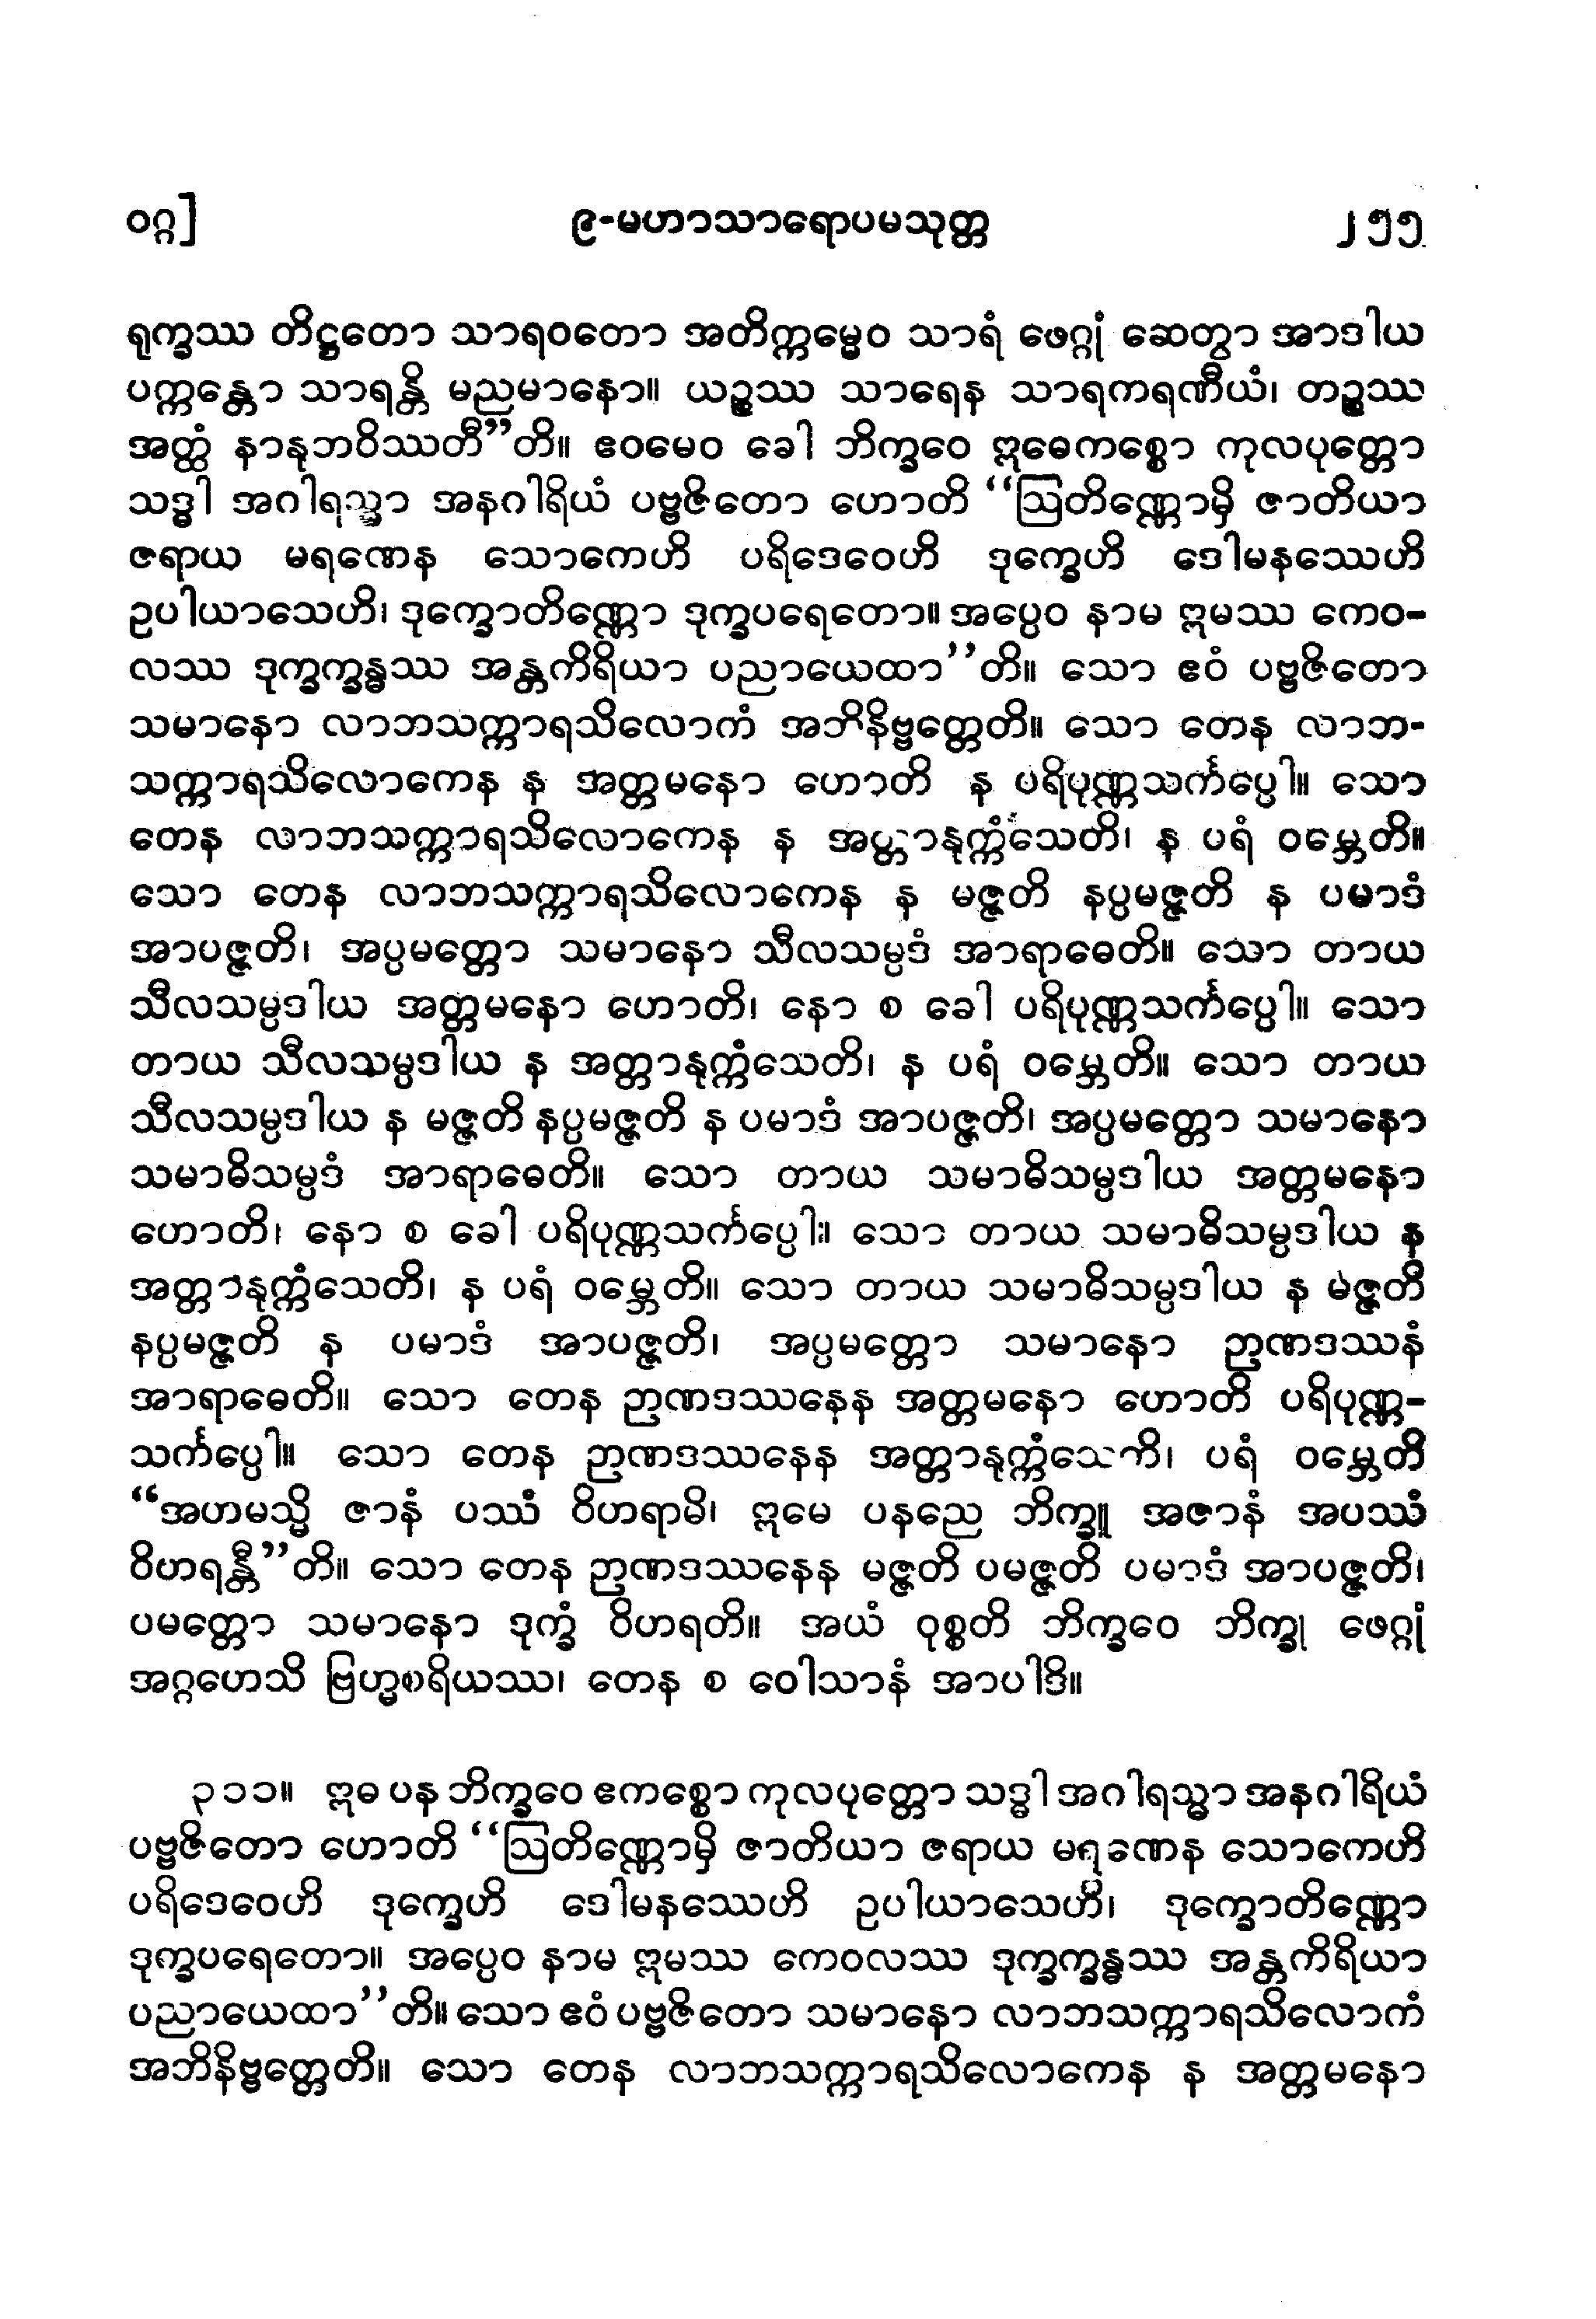 ဝဂ္ဂ] ၉-မဟာသာရောပမသုတ္တ ၂၅၅
ရုက္ခဿ တိဋ္ဌတော သာရဝတော အတိက္ကမ္မေဝ သာရံ ဖေဂ္ဂုံ ဆေတွာ အာဒါယ
ပက္ကန္တော သာရန္တိ မညမာနော။ ယဉ္စဿ သာရေန သာရကရဏီယံ၊ တဉ္စဿ
အတ္ထံ နာနုဘဝိဿတီ”တိ။ ဧဝမေဝ ခေါ ဘိက္ခဝေ ဣဓေကစ္စော ကုလပုတ္တော
သဒ္ဓါ အဂါရသ္မာ အနဂါရိယံ ပဗ္ဗဇိတော ဟောတိ “ဩတိဏ္ဏောမှိ ဇာတိယာ
ဇရာယ မရဏေန သောကေဟိ ပရိဒေဝေဟိ ဒုက္ခေဟိ ဒေါမနဿေဟိ
ဥပါယာသေဟိ၊ ဒုက္ခောတိဏ္ဏော ဒုက္ခပရေတော။ အပ္ပေဝ နာမ ဣမဿ ကေဝ-
လဿ ဒုက္ခက္ခန္ဓဿ အန္တကိရိယာ ပညာယေထာ”တိ။ သော ဧဝံ ပဗ္ဗဇိတော
သမာနော လာဘသက္ကာရသိလောကံ အဘိနိဗ္ဗတ္တေတိ။ သော တေန လာဘ-
သက္ကာရသိလောကေန န အတ္တမနော ဟောတိ န ပရိပုဏ္ဏသင်္ကပ္ပေါ။ သော
တေန လာဘသက္ကာရသိလောကေန န အတ္တာနုက္ကံသေတိ၊ န ပရံ ဝမ္ဘေတိ။
သော တေန လာဘသက္ကာရသိလောကေန န မဇ္ဇတိ နပ္ပမဇ္ဇတိ န ပမာဒံ
အာပဇ္ဇတိ၊ အပ္ပမတ္တော သမာနော သီလသမ္ပဒံ အာရာဓေတိ။ သော တာယ
သီလသမ္ပဒါယ အတ္တမနော ဟောတိ၊ နော စ ခေါ ပရိပုဏ္ဏသင်္ကပ္ပေါ။ သော
တာယ သီလသမ္ပဒါယ န အတ္တာနုက္ကံသေတိ၊ န ပရံ ဝမ္ဘေတိ။ သော တာယ
သီလသမ္ပဒါယ န မဇ္ဇတိ နပ္ပမဇ္ဇတိ န ပမာဒံ အာပဇ္ဇတိ၊ အပ္ပမတ္တော သမာနော
သမာဓိသမ္ပဒံ အာရာဓေတိ။ သော တာယ သမာဓိသမ္ပဒါယ အတ္တမနော
ဟောတိ၊ နော စ ခေါ ပရိပုဏ္ဏသင်္ကပ္ပေါ။ သော တာယ သမာဓိသမ္ပဒါယ န
အတ္တာနုက္ကံသေတိ၊ န ပရံ ဝမ္ဘေတိ။ သော တာယ သမာဓိသမ္ပဒါယ န မဇ္ဇတိ
နပ္ပမဇ္ဇတိ န ပမာဒံ အာပဇ္ဇတိ၊ အပ္ပမတ္တော သမာနော ဉာဏဒဿနံ
အာရာဓေတိ။ သော တေန ဉာဏဒဿနေန အတ္တမနော ဟောတိ ပရိပုဏ္ဏ-
သင်္ကပ္ပေါ။ သော တေန ဉာဏဒဿနေန အတ္တာနုက္ကံသေတိ၊ ပရံ ဝမ္ဘေတိ
“အဟမသ္မိ ဇာနံ ပဿံ ဝိဟရာမိ၊ ဣမေ ပနညေ ဘိက္ခူ အဇာနံ အပဿံ
ဝိဟရန္တီ”တိ။ သော တေန ဉာဏဒဿနေန မဇ္ဇတိ ပမဇ္ဇတိ ပမာဒံ အာပဇ္ဇတိ၊
ပမတ္တော သမာနော ဒုက္ခံ ဝိဟရတိ။ အယံ ဝုစ္စတိ ဘိက္ခဝေ ဘိက္ခု ဖေဂ္ဂုံ
အဂ္ဂဟေသိ ဗြဟ္မစရိယဿ၊ တေန စ ဝေါသာနံ အာပါဒိ။
၃၁၁။ ဣဓ ပန ဘိက္ခဝေ ဧကစ္စော ကုလပုတ္တော သဒ္ဓါ အဂါရသ္မာ အနဂါရိယံ
ပဗ္ဗဇိတော ဟောတိ “ဩတိဏ္ဏောမှိ ဇာတိယာ ဇရာယ မရဏေန သောကေဟိ
ပရိဒေဝေဟိ ဒုက္ခေဟိ ဒေါမနဿေဟိ ဥပါယာသေဟိ၊ ဒုက္ခောတိဏ္ဏော
ဒုက္ခပရေတော။ အပ္ပေဝ နာမ ဣမဿ ကေဝလဿ ဒုက္ခက္ခန္ဓဿ အန္တကိရိယာ
ပညာယေထာ”တိ။ သော ဧဝံ ပဗ္ဗဇိတော သမာနော လာဘသက္ကာရသိလောကံ
အဘိနိဗ္ဗတ္တေတိ။ သော တေန လာဘသက္ကာရသိလောကေန န အတ္တမနော